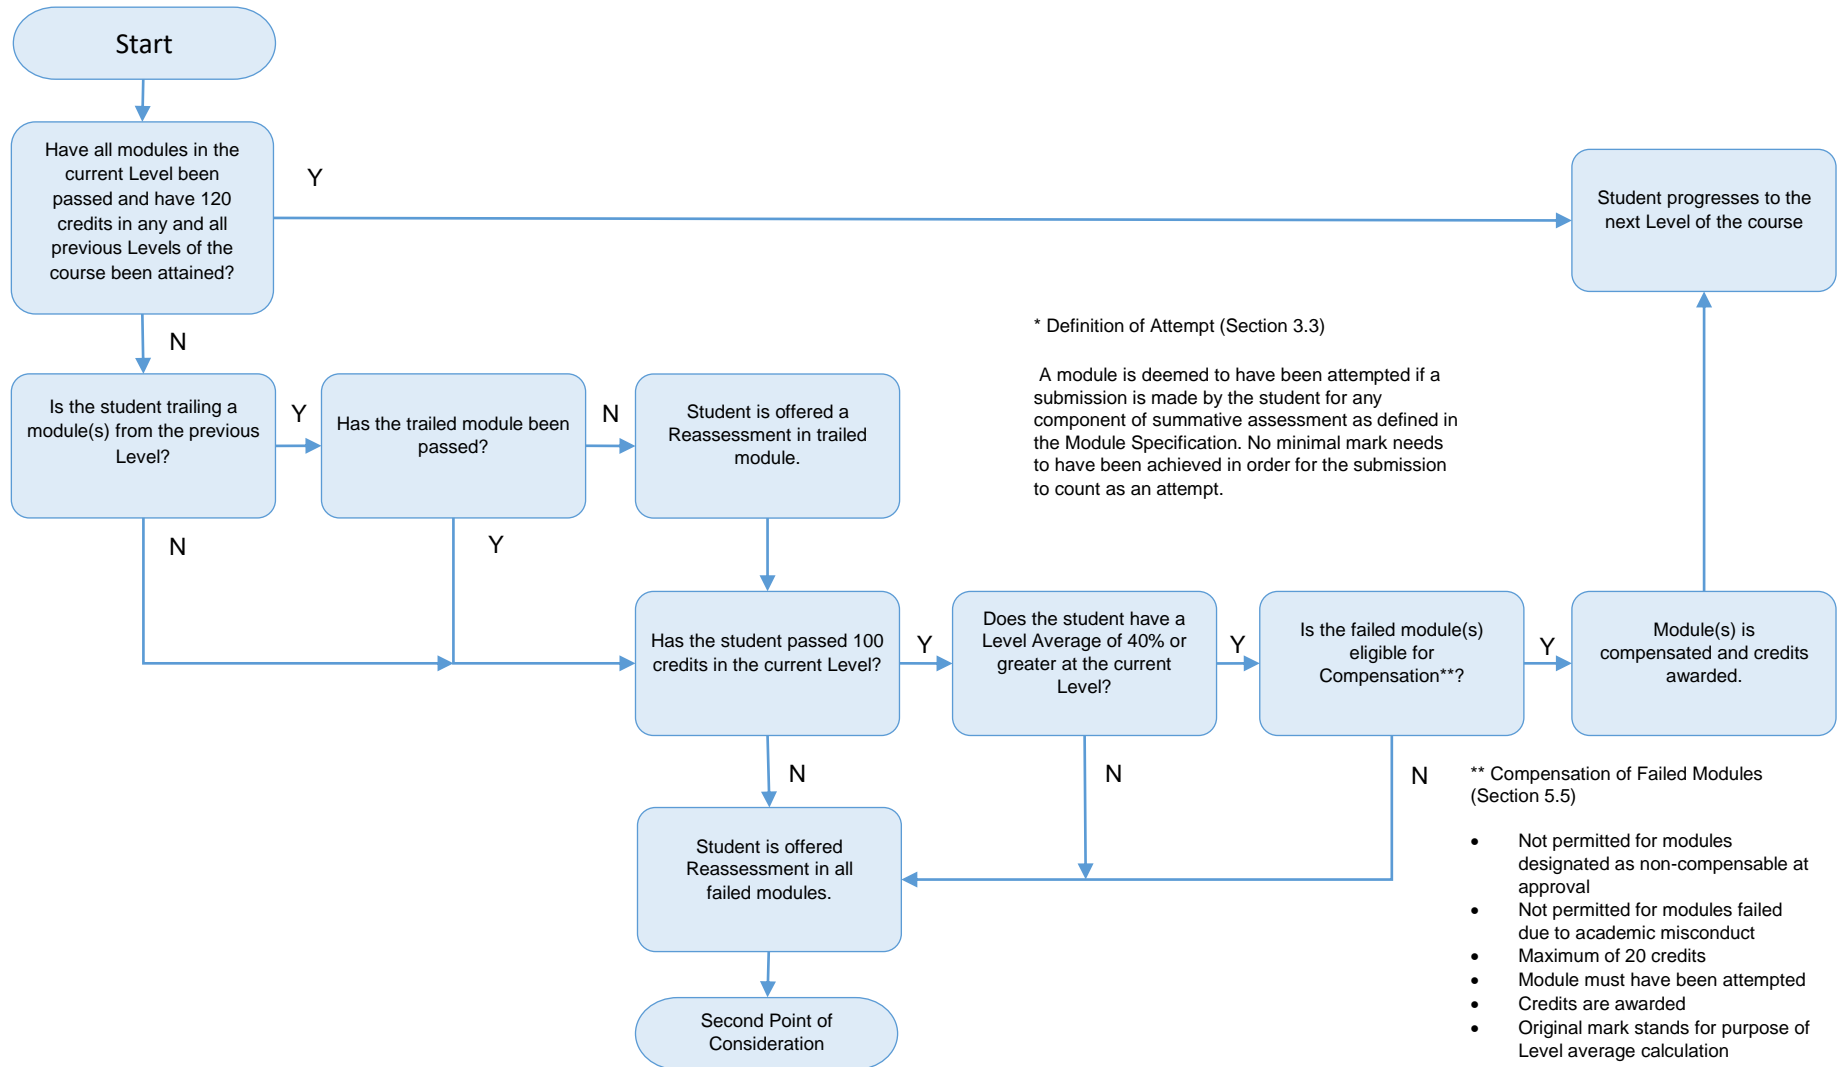 Start
Have all modules in the
current Level been
passed and have 120
credits in any and all
previous Levels of the
course been attained?
Y
Student progresses to the
next Level of the course
N
* Definition of Attempt (Section 3.3)
A module is deemed to have been attempted if a
submission is made by the student for any
component of summative assessment as defined in
the Module Specification. No minimal mark needs
to have been achieved in order for the submission
to count as an attempt.
Is the student trailing a
module(s) from the previous
Level?
Y
Has the trailed module been
passed?
N
Student is offered a
Reassessment in trailed
module.
N
Y
Has the student passed 100
credits in the current Level?
Y
Does the student have a
Level Average of 40% or
greater at the current
Level?
Y
Is the failed module(s)
eligible for
Compensation**?
Y
Module(s) is
compensated and credits
awarded.
N
N
N
Student is offered
Reassessment in all
failed modules.
Second Point of
Consideration
** Compensation of Failed Modules
(Section 5.5)
• Not permitted for modules
designated as non-compensable at
approval
• Not permitted for modules failed
due to academic misconduct
• Maximum of 20 credits
• Module must have been attempted
• Credits are awarded
• Original mark stands for purpose of
Level average calculation